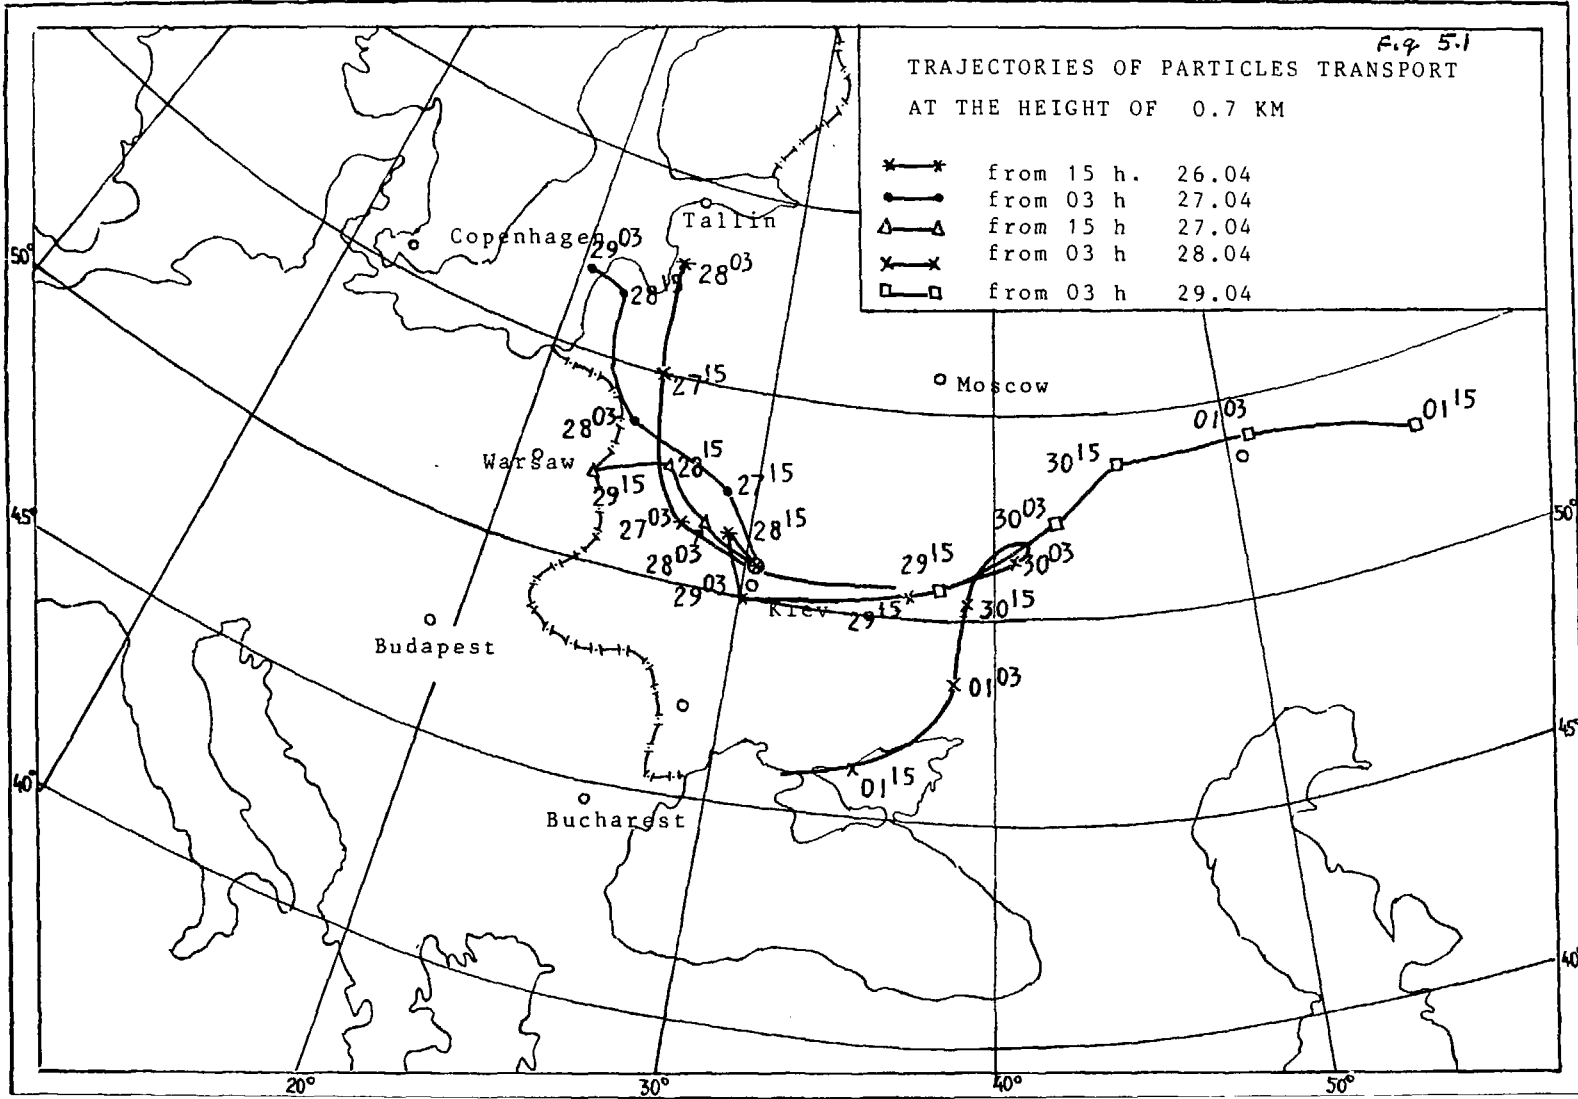 Fig 5.1
TRAJECTORIES OF PARTICLES TRANSPORT
AT THE HEIGHT OF 0.7 KM
from 15 h. 26.04
from 03 h 27.04
from 15 h 27.04
from 03 h 28.04
from 03 h 29.04
Tallin
Copenhagen
29⁰³
28⁰³
28¹⁵
50°
27¹⁵
Moscow
01⁰³
01¹⁵
28⁰³
Warsaw
28¹⁵
30¹⁵
27¹⁵
29¹⁵
45°
27⁰³
28¹⁵
30⁰³
50°
28⁰³
29¹⁵
30⁰³
29⁰³
Kiev
29¹⁵
30¹⁵
Budapest
01⁰³
45°
40°
01¹⁵
Bucharest
40°
20°
30°
40°
50°